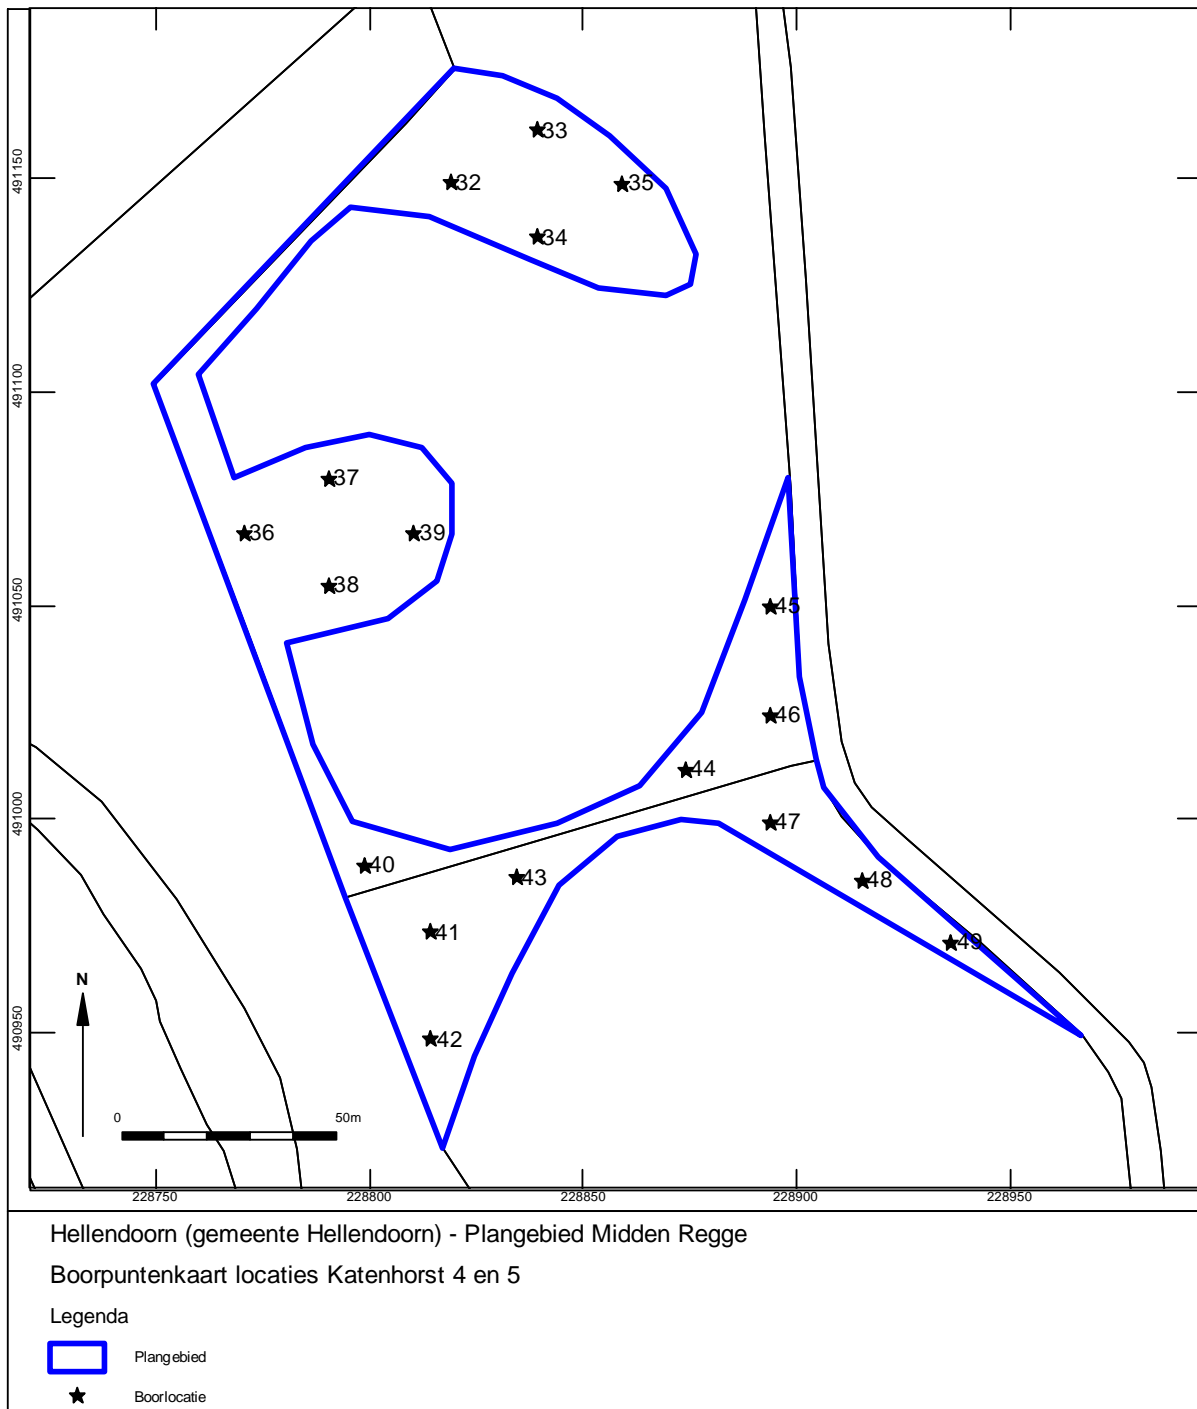 33
32
35
34
491150
491100
37
36
39
38
491050
45
46
44
491000
47
40
43
48
41
49
N
490950
42
0 50m
228750 228800 228850 228900 228950
Hellendoorn (gemeente Hellendoorn) - Plangebied Midden Regge
Boorpuntenkaart locaties Katenhorst 4 en 5
Legenda
Plangebied
Boorlocatie